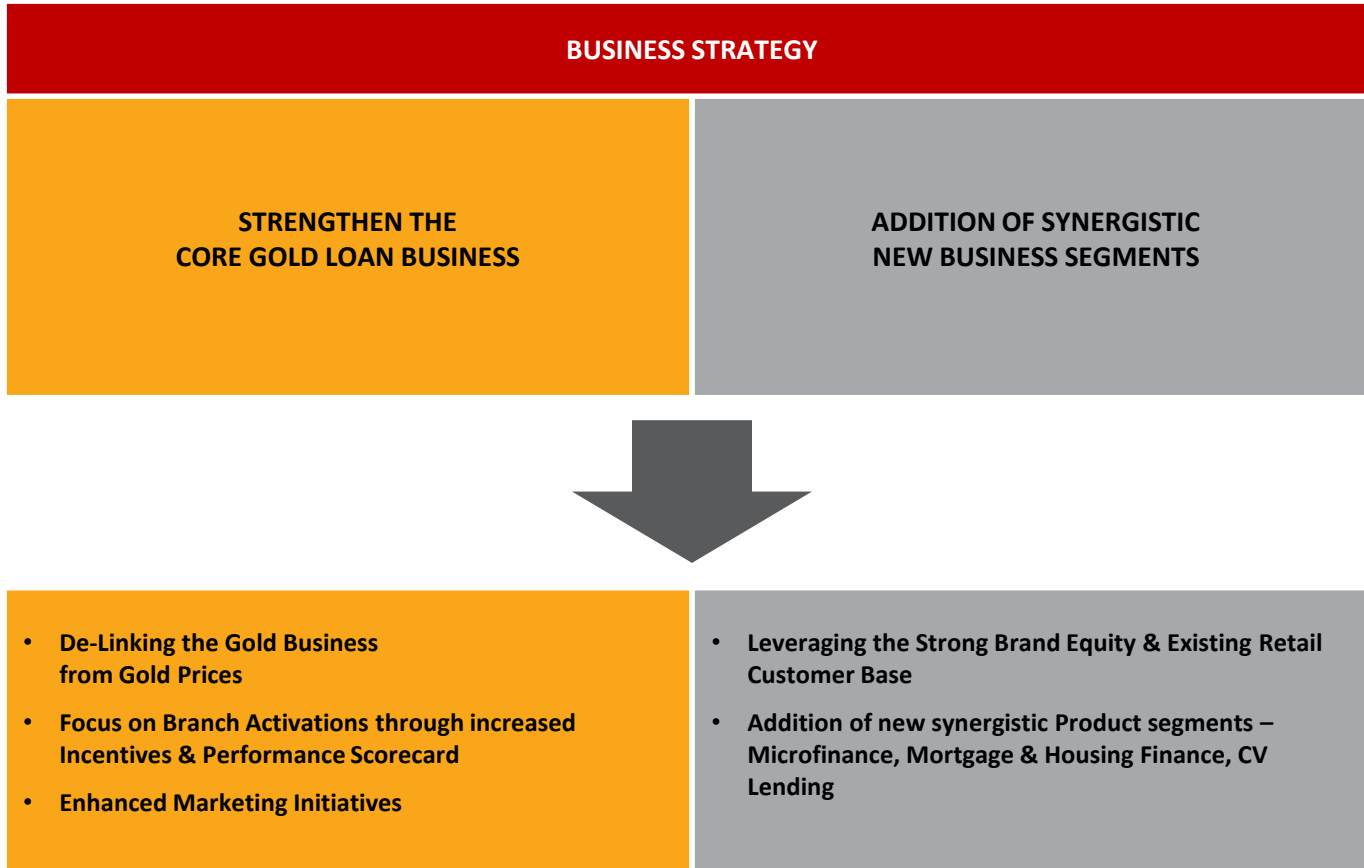 BUSINESS STRATEGY
STRENGTHEN THE
CORE GOLD LOAN BUSINESS
ADDITION OF SYNERGISTIC
NEW BUSINESS SEGMENTS
• De-Linking the Gold Business
from Gold Prices
• Focus on Branch Activations through increased
Incentives & Performance Scorecard
• Enhanced Marketing Initiatives
• Leveraging the Strong Brand Equity & Existing Retail
Customer Base
• Addition of new synergistic Product segments –
Microfinance, Mortgage & Housing Finance, CV
Lending